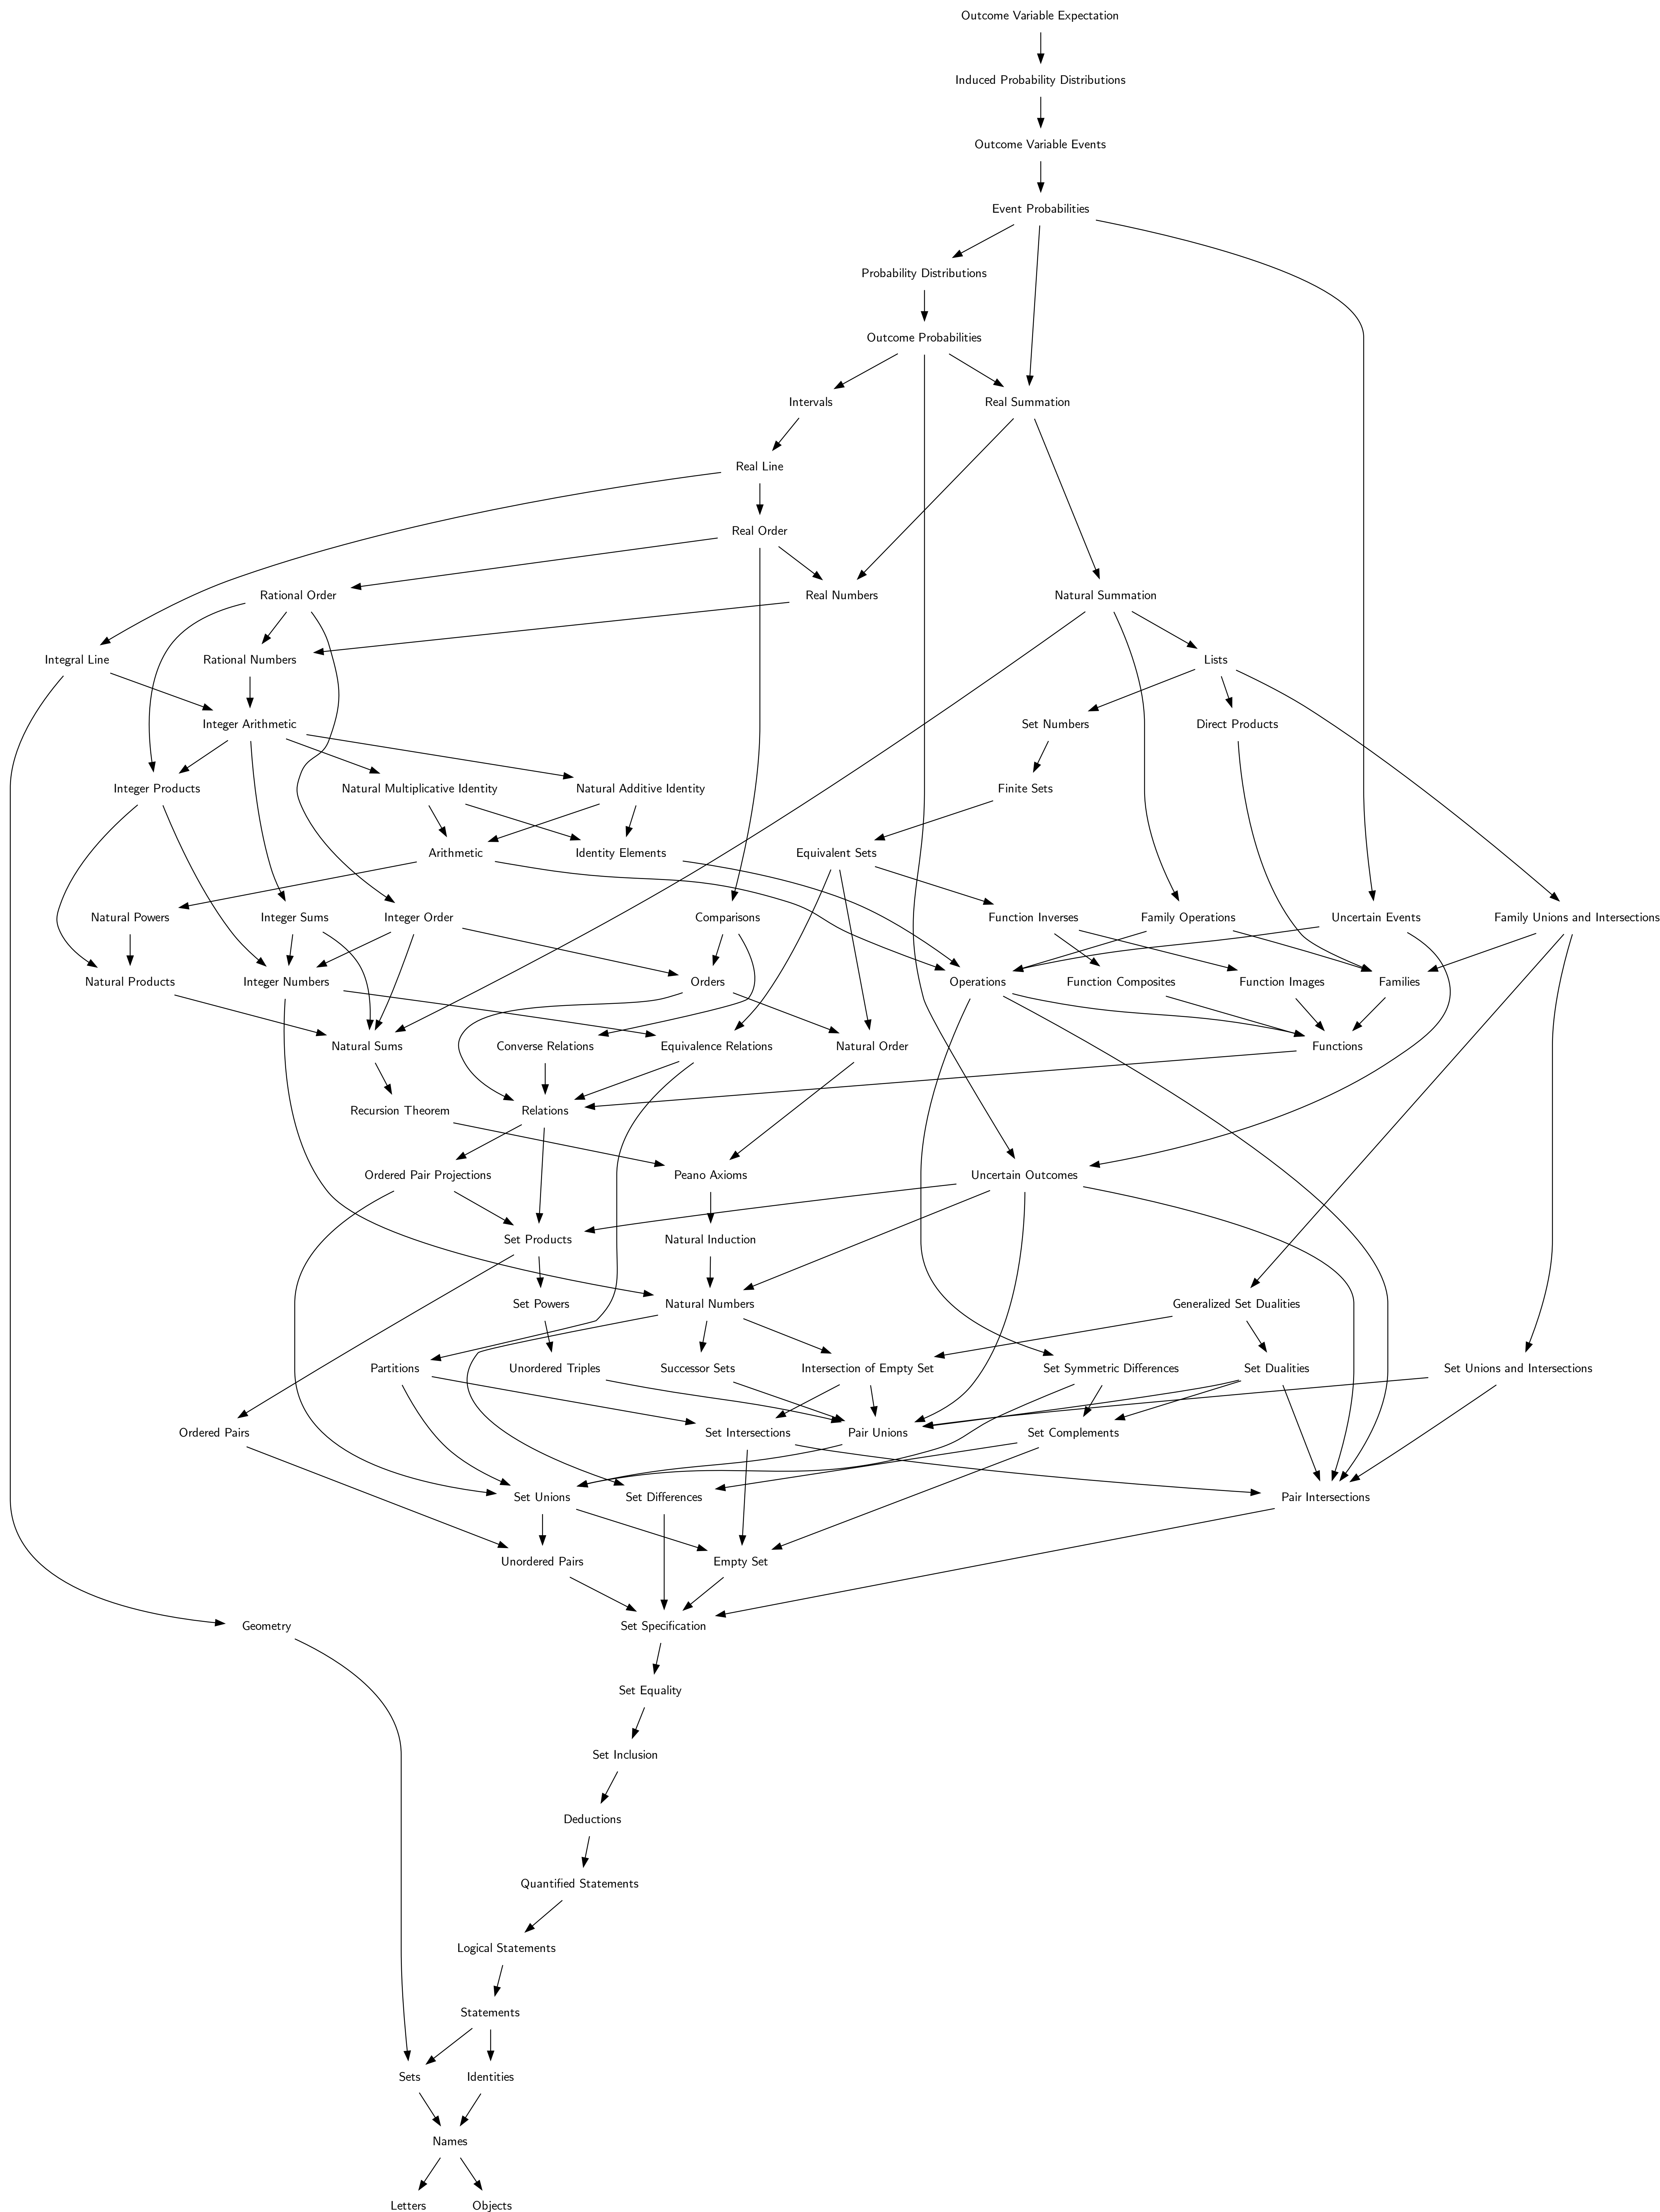 Outcome Variable Expectation
Induced Probability Distributions
Outcome Variable Events
Event Probabilities
Probability Distributions
Outcome Probabilities
Intervals
Real Summation
Real Line
Real Order
Rational Order
Real Numbers
Natural Summation
Integral Line
Rational Numbers
Lists
Integer Arithmetic
Set Numbers
Direct Products
Integer Products
Natural Multiplicative Identity
Natural Additive Identity
Finite Sets
Arithmetic
Identity Elements
Equivalent Sets
Natural Powers
Integer Sums
Integer Order
Comparisons
Function Inverses
Family Operations
Uncertain Events
Family Unions and Intersections
Natural Products
Integer Numbers
Orders
Operations
Function Composites
Function Images
Families
Natural Sums
Converse Relations
Equivalence Relations
Natural Order
Functions
Recursion Theorem
Relations
Ordered Pair Projections
Peano Axioms
Uncertain Outcomes
Set Products
Natural Induction
Set Powers
Natural Numbers
Generalized Set Dualities
Partitions
Unordered Triples
Successor Sets
Intersection of Empty Set
Set Symmetric Differences
Set Dualities
Set Unions and Intersections
Ordered Pairs
Set Intersections
Pair Unions
Set Complements
Set Unions
Set Differences
Pair Intersections
Unordered Pairs
Empty Set
Geometry
Set Specification
Set Equality
Set Inclusion
Deductions
Quantified Statements
Logical Statements
Statements
Sets
Identities
Names
Letters
Objects